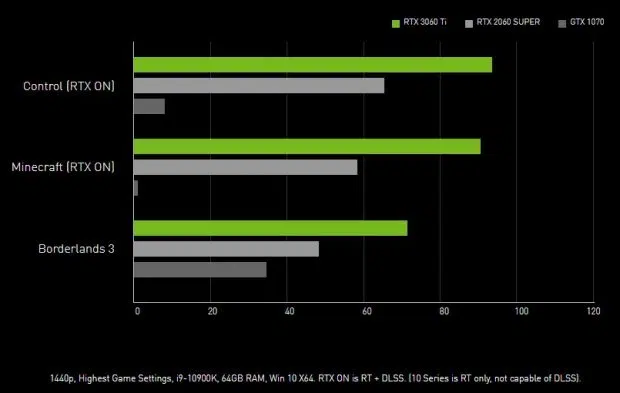 RTX 3060 Ti RTX 2060 SUPER GTX 1070
Control (RTX ON)
Minecraft (RTX ON)
Borderlands 3
0 20 40 60 80 100 120
1440p, Highest Game Settings, i9-10900K, 64GB RAM, Win 10 X64. RTX ON is RT + DLSS. (10 Series is RT only, not capable of DLSS).